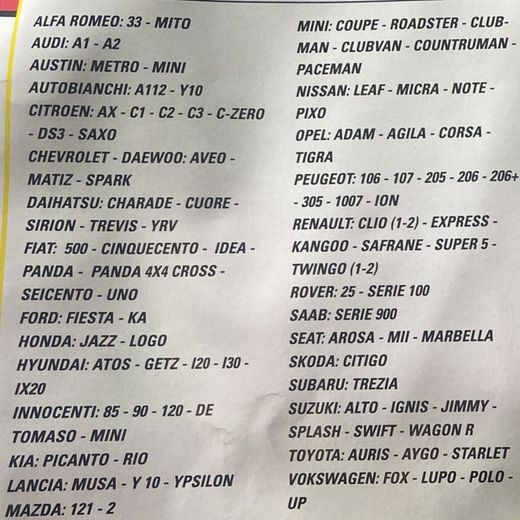 ALFA ROMEO: 33 - MITO
AUDI: A1 - A2
AUSTIN: METRO - MINI
AUTOBIANCHI: A112 - Y10
CITROEN: AX - C1 - C2 - C3 - C-ZERO
- DS3 - SAXO
CHEVROLET - DAEWOO: AVEO -
MATIZ - SPARK
DAIHATSU: CHARADE - CUORE -
SIRION - TREVIS - YRV
FIAT: 500 - CINQUECENTO - IDEA -
PANDA - PANDA 4X4 CROSS -
SEICENTO - UNO
FORD: FIESTA - KA
HONDA: JAZZ - LOGO
HYUNDAI: ATOS - GETZ - I20 - I30 -
IX20
INNOCENTI: 85 - 90 - 120 - DE
TOMASO - MINI
KIA: PICANTO - RIO
LANCIA: MUSA - Y 10 - YPSILON
MAZDA: 121 - 2
MINI: COUPE - ROADSTER - CLUB-
MAN - CLUBVAN - COUNTRUMAN -
PACEMAN
NISSAN: LEAF - MICRA - NOTE -
PIXO
OPEL: ADAM - AGILA - CORSA -
TIGRA
PEUGEOT: 106 - 107 - 205 - 206 - 206+
- 305 - 1007 - ION
RENAULT: CLIO (1-2) - EXPRESS -
KANGOO - SAFRANE - SUPER 5 -
TWINGO (1-2)
ROVER: 25 - SERIE 100
SAAB: SERIE 900
SEAT: AROSA - MII - MARBELLA
SKODA: CITIGO
SUBARU: TREZIA
SUZUKI: ALTO - IGNIS - JIMMY -
SPLASH - SWIFT - WAGON R
TOYOTA: AURIS - AYGO - STARLET
VOKSWAGEN: FOX - LUPO - POLO -
UP